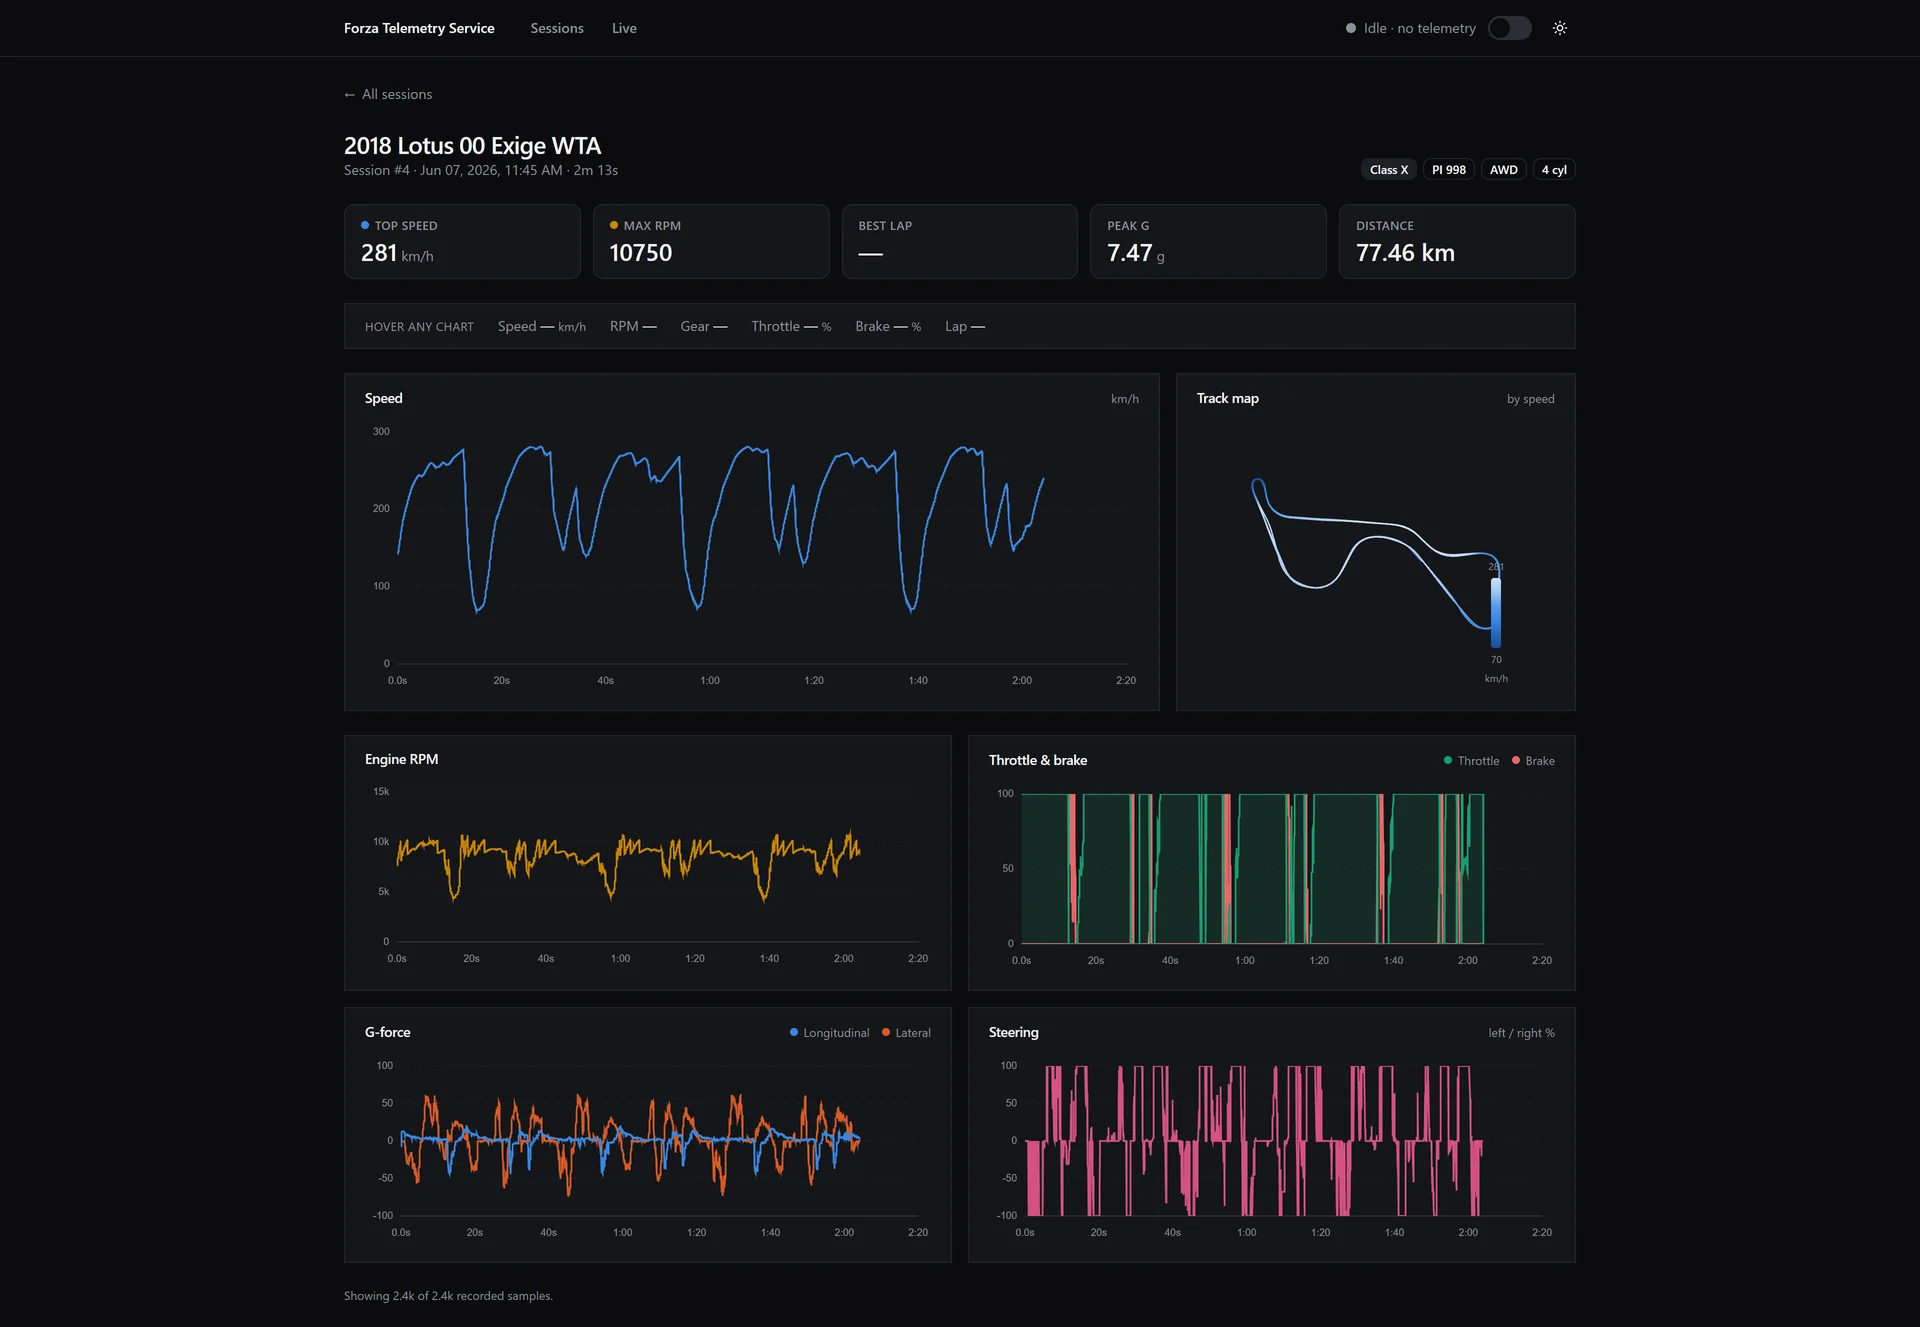 Forza Telemetry Service Sessions Live Idle · no telemetry
← All sessions
2018 Lotus 00 Exige WTA
Session #4 · Jun 07, 2026, 11:45 AM · 2m 13s
Class X PI 998 AWD 4 cyl
TOP SPEED
281 km/h
MAX RPM
10750
BEST LAP
—
PEAK G
7.47 g
DISTANCE
77.46 km
HOVER ANY CHART Speed — km/h RPM — Gear — Throttle — % Brake — % Lap —
Speed km/h
300
200
100
0
0.0s 20s 40s 1:00 1:20 1:40 2:00 2:20
Track map by speed
281
70
km/h
Engine RPM
15k
10k
5k
0
0.0s 20s 40s 1:00 1:20 1:40 2:00 2:20
Throttle & brake Throttle Brake
100
50
0
0.0s 20s 40s 1:00 1:20 1:40 2:00 2:20
G-force Longitudinal Lateral
100
50
0
-50
-100
0.0s 20s 40s 1:00 1:20 1:40 2:00 2:20
Steering left / right %
100
50
0
-50
-100
0.0s 20s 40s 1:00 1:20 1:40 2:00 2:20
Showing 2.4k of 2.4k recorded samples.